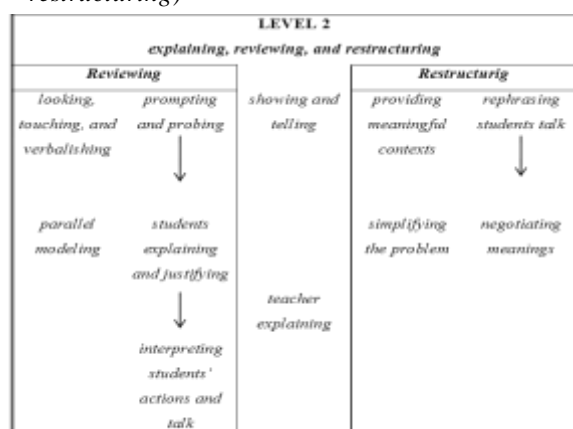 restructuring)
LEVEL 2
explaining, reviewing, and restructuring
Reviewing
Restructurig
looking,
touching, and
verbalishing
prompting
and probing
showing and
telling
providing
meaningful
contexts
rephrasing
students talk
parallel
modeling
students
explaining
and justifying
simplifying
the problem
negotiating
meanings
teacher
explaining
interpreting
students'
actions and
talk